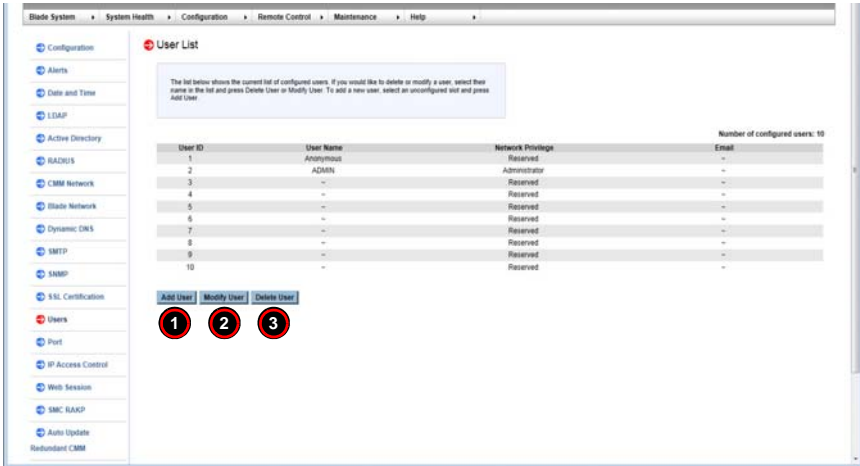 Blade System System Health Configuration Remote Control Maintenance Help
Configuration
Alerts
Date and Time
LDAP
Active Directory
RADIUS
CMM Network
Blade Network
Dynamic DNS
SMTP
SNMP
SSL Certification
Users
Port
IP Access Control
Web Session
SMC RAKP
Auto Update
Redundant CMM
User List
The list below shows the current list of configured users. If you would like to delete or modify a user, select their
name in the list and press Delete User or Modify User. To add a new user, select an unconfigured slot and press
Add User.
Number of configured users: 10
User ID User Name Network Privilege Email
1 Anonymous Reserved ~
2 ADMIN Administrator ~
3 ~ Reserved ~
4 ~ Reserved ~
5 ~ Reserved ~
6 ~ Reserved ~
7 ~ Reserved ~
8 ~ Reserved ~
9 ~ Reserved ~
10 ~ Reserved ~
Add User Modify User Delete User
1 2 3